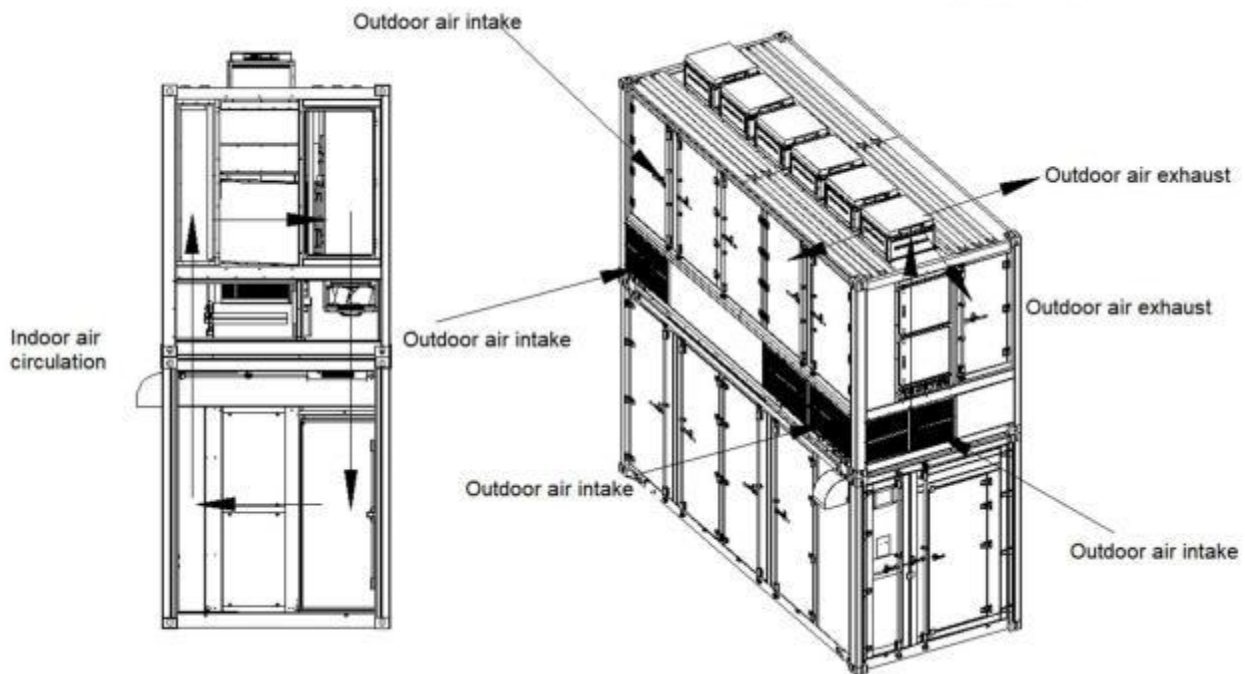 Outdoor air intake
Outdoor air exhaust
Outdoor air exhaust
Indoor air
circulation
Outdoor air intake
Outdoor air intake
Outdoor air intake